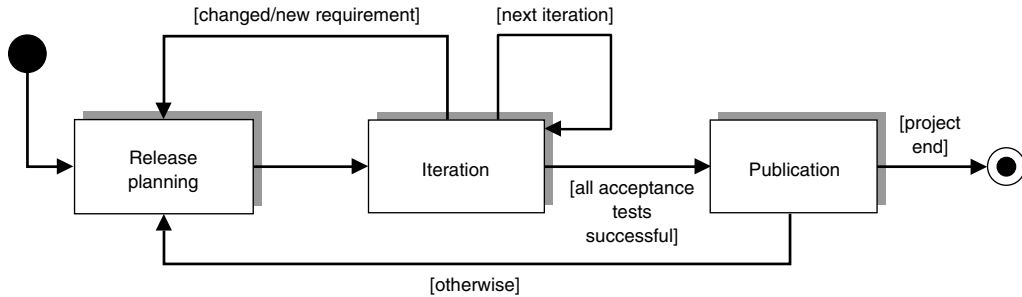 [changed/new requirement]
[next iteration]
Release
planning
Iteration
[all acceptance
tests
successful]
Publication
[project
end]
[otherwise]